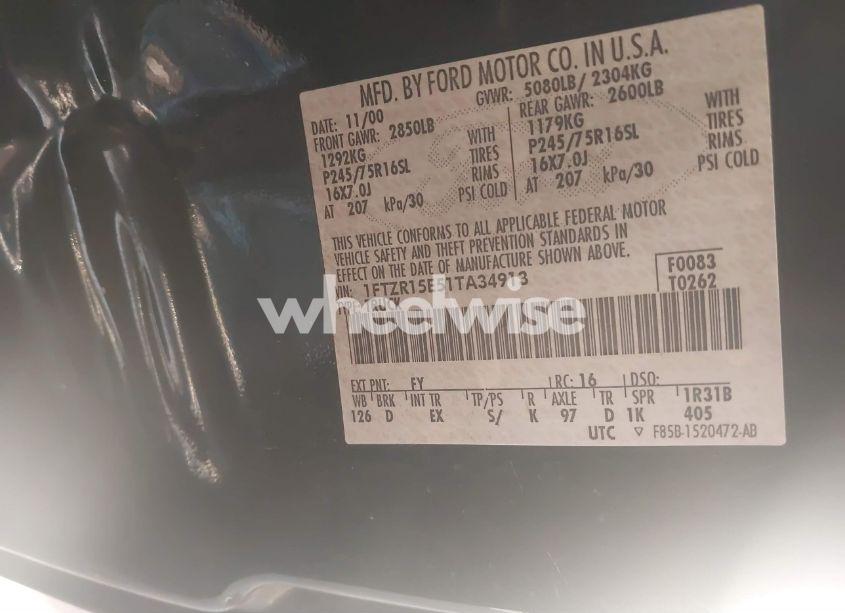 MFD. BY FORD MOTOR CO. IN U.S.A.
DATE: 11/00
GVWR: 5080LB/ 2304KG
FRONT GAWR: 2850LB
1292KG
P245/75R16SL
16X7.0J
AT 207 kPa/30
WITH
TIRES
RIMS
PSI COLD
REAR GAWR: 2600LB
1179KG
P245/75R16SL
16X7.0J
AT 207 kPa/30
WITH
TIRES
RIMS
PSI COLD
THIS VEHICLE CONFORMS TO ALL APPLICABLE FEDERAL MOTOR
VEHICLE SAFETY AND THEFT PREVENTION STANDARDS IN
EFFECT ON THE DATE OF MANUFACTURE SHOWN ABOVE.
VIN: 1FTZR15E51TA34913
TYPE: TRUCK
F0083
T0262
wheelwise
EXT PNT: FY RC: 16 DSO:
WB BRK INT TR TP/PS R AXLE TR SPR 1R31B
126 D EX S/ K 97 D 1K 405
UTC ▽ F85B-1520472-AB